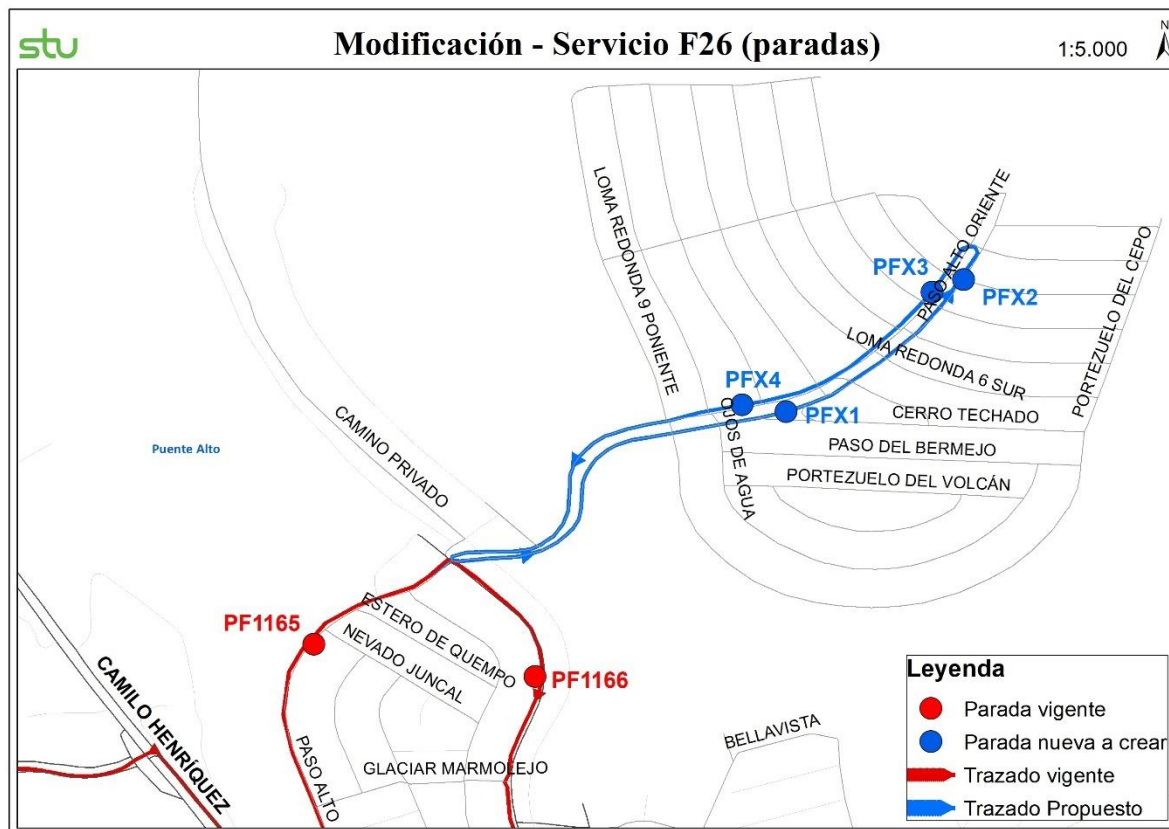 stu
Modificación - Servicio F26 (paradas)
1:5.000
N
LOMA REDONDA 9 PONIENTE
PASO ALTO ORIENTE
PORTEZUELO DEL CEPO
PFX3
PFX2
LOMA REDONDA 6 SUR
PFX4
PFX1
CERRO TECHADO
OJOS DE AGUA
PASO DEL BERMEJO
PORTEZUELO DEL VOLCÁN
CAMINO PRIVADO
Puente Alto
ESTERO DE QUEMPO
PF1165
NEVADO JUNCAL
PF1166
CAMILO HENRÍQUEZ
PASO ALTO
GLACIAR MARMOLEJO
BELLAVISTA
Leyenda
Parada vigente
Parada nueva a crear
Trazado vigente
Trazado Propuesto